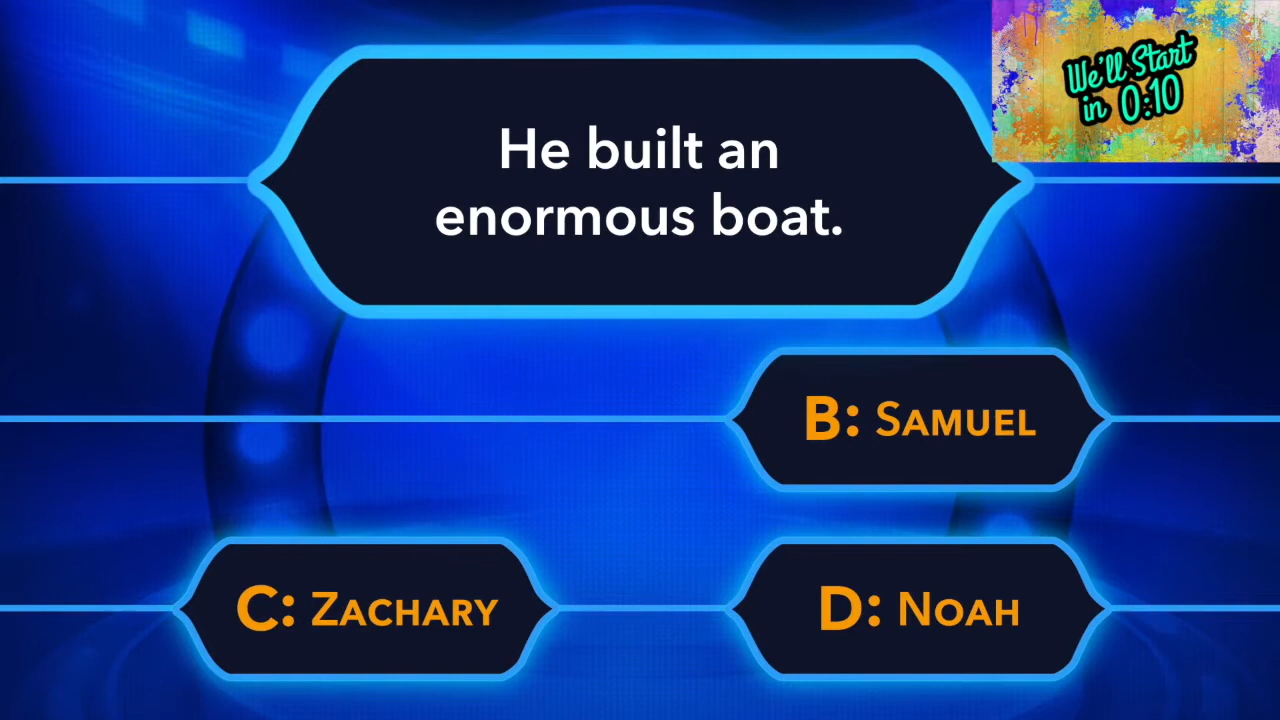 We'll Start
in 0:10
He built an
enormous boat.
B: SAMUEL
C: ZACHARY
D: NOAH